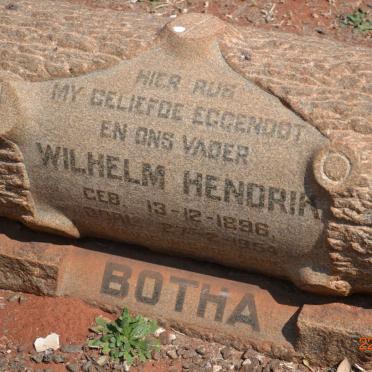 HIER RUS
MY GELIEFDE EGGENOOT
EN ONS VADER
WILHELM HENDRIK
GEB. 13-12-1896.
BOTHA